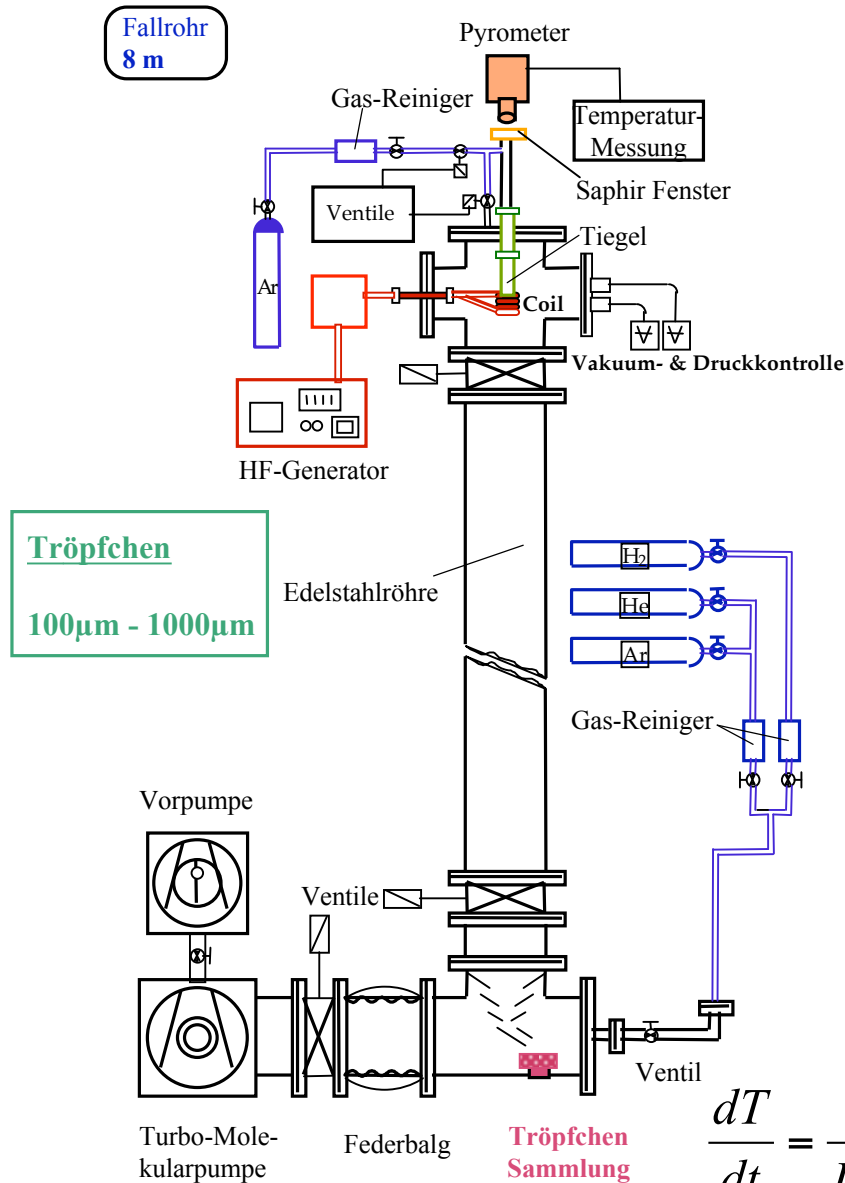 Fallrohr
8 m
Pyrometer
Gas-Reiniger
Temperatur-
Messung
Saphir Fenster
Ventile
Tiegel
Ar
Coil
Vakuum- & Druckkontrolle
HF-Generator
Tröpfchen
100µm - 1000µm
H₂
Edelstahlröhre
He
Ar
Gas-Reiniger
Vorpumpe
Ventile
Ventil
Turbo-Mole-
kularpumpe
Federbalg
Tröpfchen
Sammlung
dT
dt
=